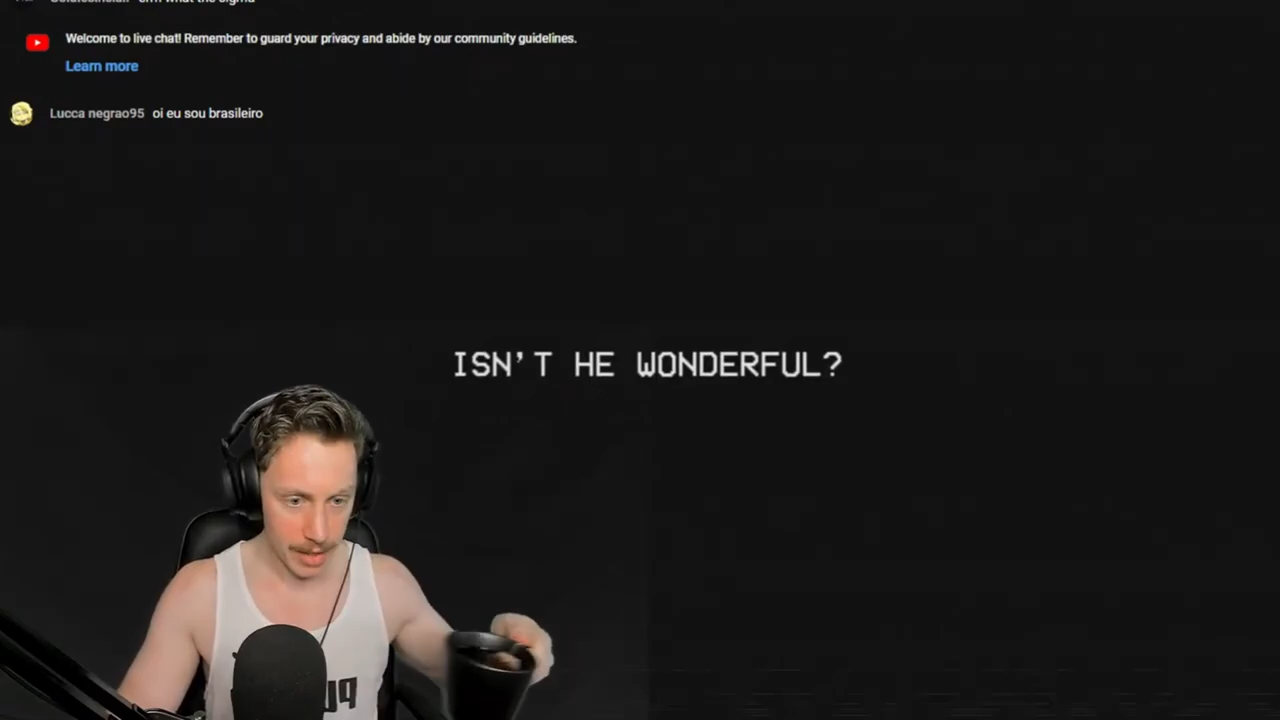 Welcome to live chat! Remember to guard your privacy and abide by our community guidelines.
Learn more
Lucca negrao95 oi eu sou brasileiro
ISN'T HE WONDERFUL?